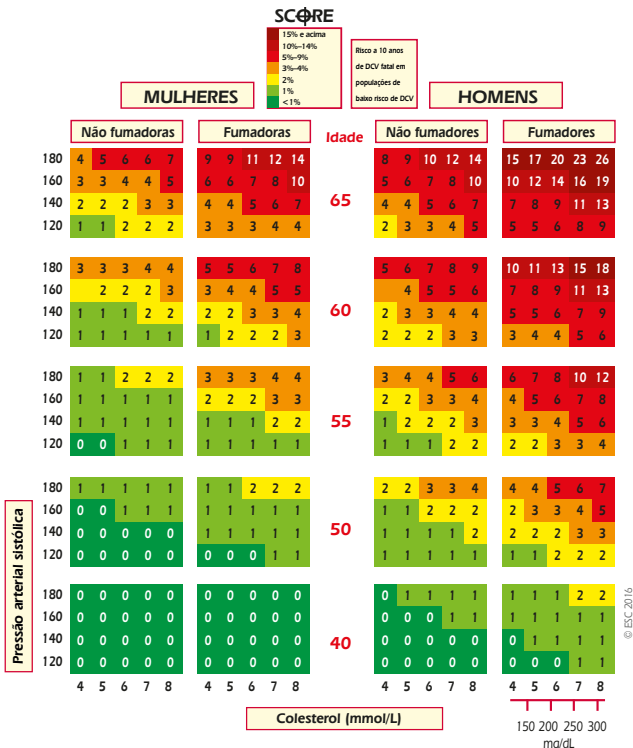 SCORE
15% e acima
10%–14%
5%–9%
3%–4%
2%
1%
<1%
Risco a 10 anos
de DCV fatal em
populações de
baixo risco de DCV
MULHERES
HOMENS
Não fumadoras Fumadoras Idade Não fumadores Fumadores
180 4 5 6 6 7 9 9 11 12 14 8 9 10 12 14 15 17 20 23 26
160 3 3 4 4 5 6 6 7 8 10 5 6 7 8 10 10 12 14 16 19
65
140 2 2 2 3 3 4 4 5 6 7 4 4 5 6 7 7 8 9 11 13
120 1 1 2 2 2 3 3 3 4 4 2 3 3 4 5 5 5 6 8 9
180 3 3 3 4 4 5 5 6 7 8 5 6 7 8 9 10 11 13 15 18
160 2 2 2 3 3 4 4 5 5 4 5 5 6 7 8 9 11 13
60
140 1 1 1 2 2 2 2 3 3 4 2 3 3 4 4 5 5 6 7 9
120 1 1 1 1 1 1 2 2 2 3 2 2 2 3 3 3 4 4 5 6
180 1 1 2 2 2 3 3 3 4 4 3 4 4 5 6 6 7 8 10 12
160 1 1 1 1 1 2 2 2 3 3 2 2 3 3 4 4 5 6 7 8
55
140 1 1 1 1 1 1 1 1 2 2 1 2 2 2 3 3 3 4 5 6
120 0 0 1 1 1 1 1 1 1 1 1 1 1 2 2 2 2 3 3 4
180 1 1 1 1 1 1 1 2 2 2 2 2 3 3 4 4 4 5 6 7
160 0 0 1 1 1 1 1 1 1 1 1 1 2 2 2 2 3 3 4 5
50
140 0 0 0 0 0 1 1 1 1 1 1 1 1 1 2 2 2 2 3 3
120 0 0 0 0 0 0 0 0 1 1 1 1 1 1 1 1 1 2 2 2
180 0 0 0 0 0 0 0 0 0 0 0 1 1 1 1 1 1 1 2 2
160 0 0 0 0 0 0 0 0 0 0 0 0 0 1 1 1 1 1 1 1
40
140 0 0 0 0 0 0 0 0 0 0 0 0 0 0 0 0 1 1 1 1
120 0 0 0 0 0 0 0 0 0 0 0 0 0 0 0 0 0 0 1 1
4 5 6 7 8 4 5 6 7 8 4 5 6 7 8 4 5 6 7 8
Pressão arterial sistólica
Colesterol (mmol/L)
150 200 250 300
mg/dL
© ESC 2016